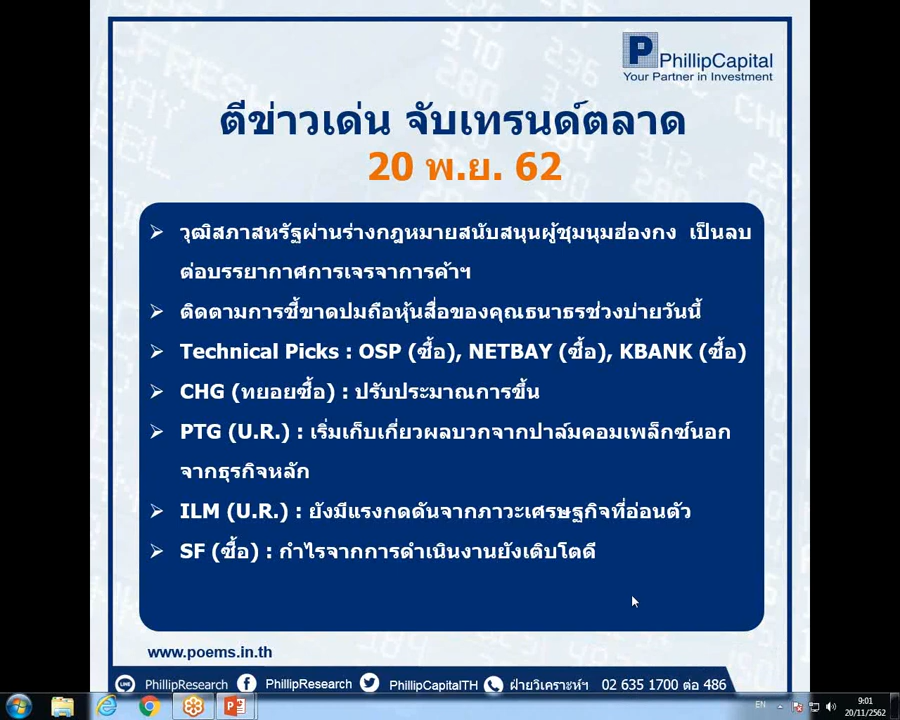 P PhillipCapital
Your Partner in Investment
ตีข่าวเด่น จับเทรนด์ตลาด
20 พ.ย. 62
วุฒิสภาสหรัฐผ่านร่างกฎหมายสนับสนุนผู้ชุมนุมฮ่องกง เป็นลบ
ต่อบรรยากาศการเจรจาการค้าฯ
ติดตามการชี้ขาดปมถือหุ้นสื่อของคุณธนาธรช่วงบ่ายวันนี้
Technical Picks : OSP (ซื้อ), NETBAY (ซื้อ), KBANK (ซื้อ)
CHG (ทยอยซื้อ) : ปรับประมาณการขึ้น
PTG (U.R.) : เริ่มเก็บเกี่ยวผลบวกจากปาล์มคอมเพล็กซ์นอก
จากธุรกิจหลัก
ILM (U.R.) : ยังมีแรงกดดันจากภาวะเศรษฐกิจที่อ่อนตัว
SF (ซื้อ) : กำไรจากการดำเนินงานยังเติบโตดี
www.poems.in.th
LINE PhillipResearch PhillipResearch PhillipCapitalTH ฝ่ายวิเคราะห์ฯ 02 635 1700 ต่อ 486
EN 9:01
20/11/2562